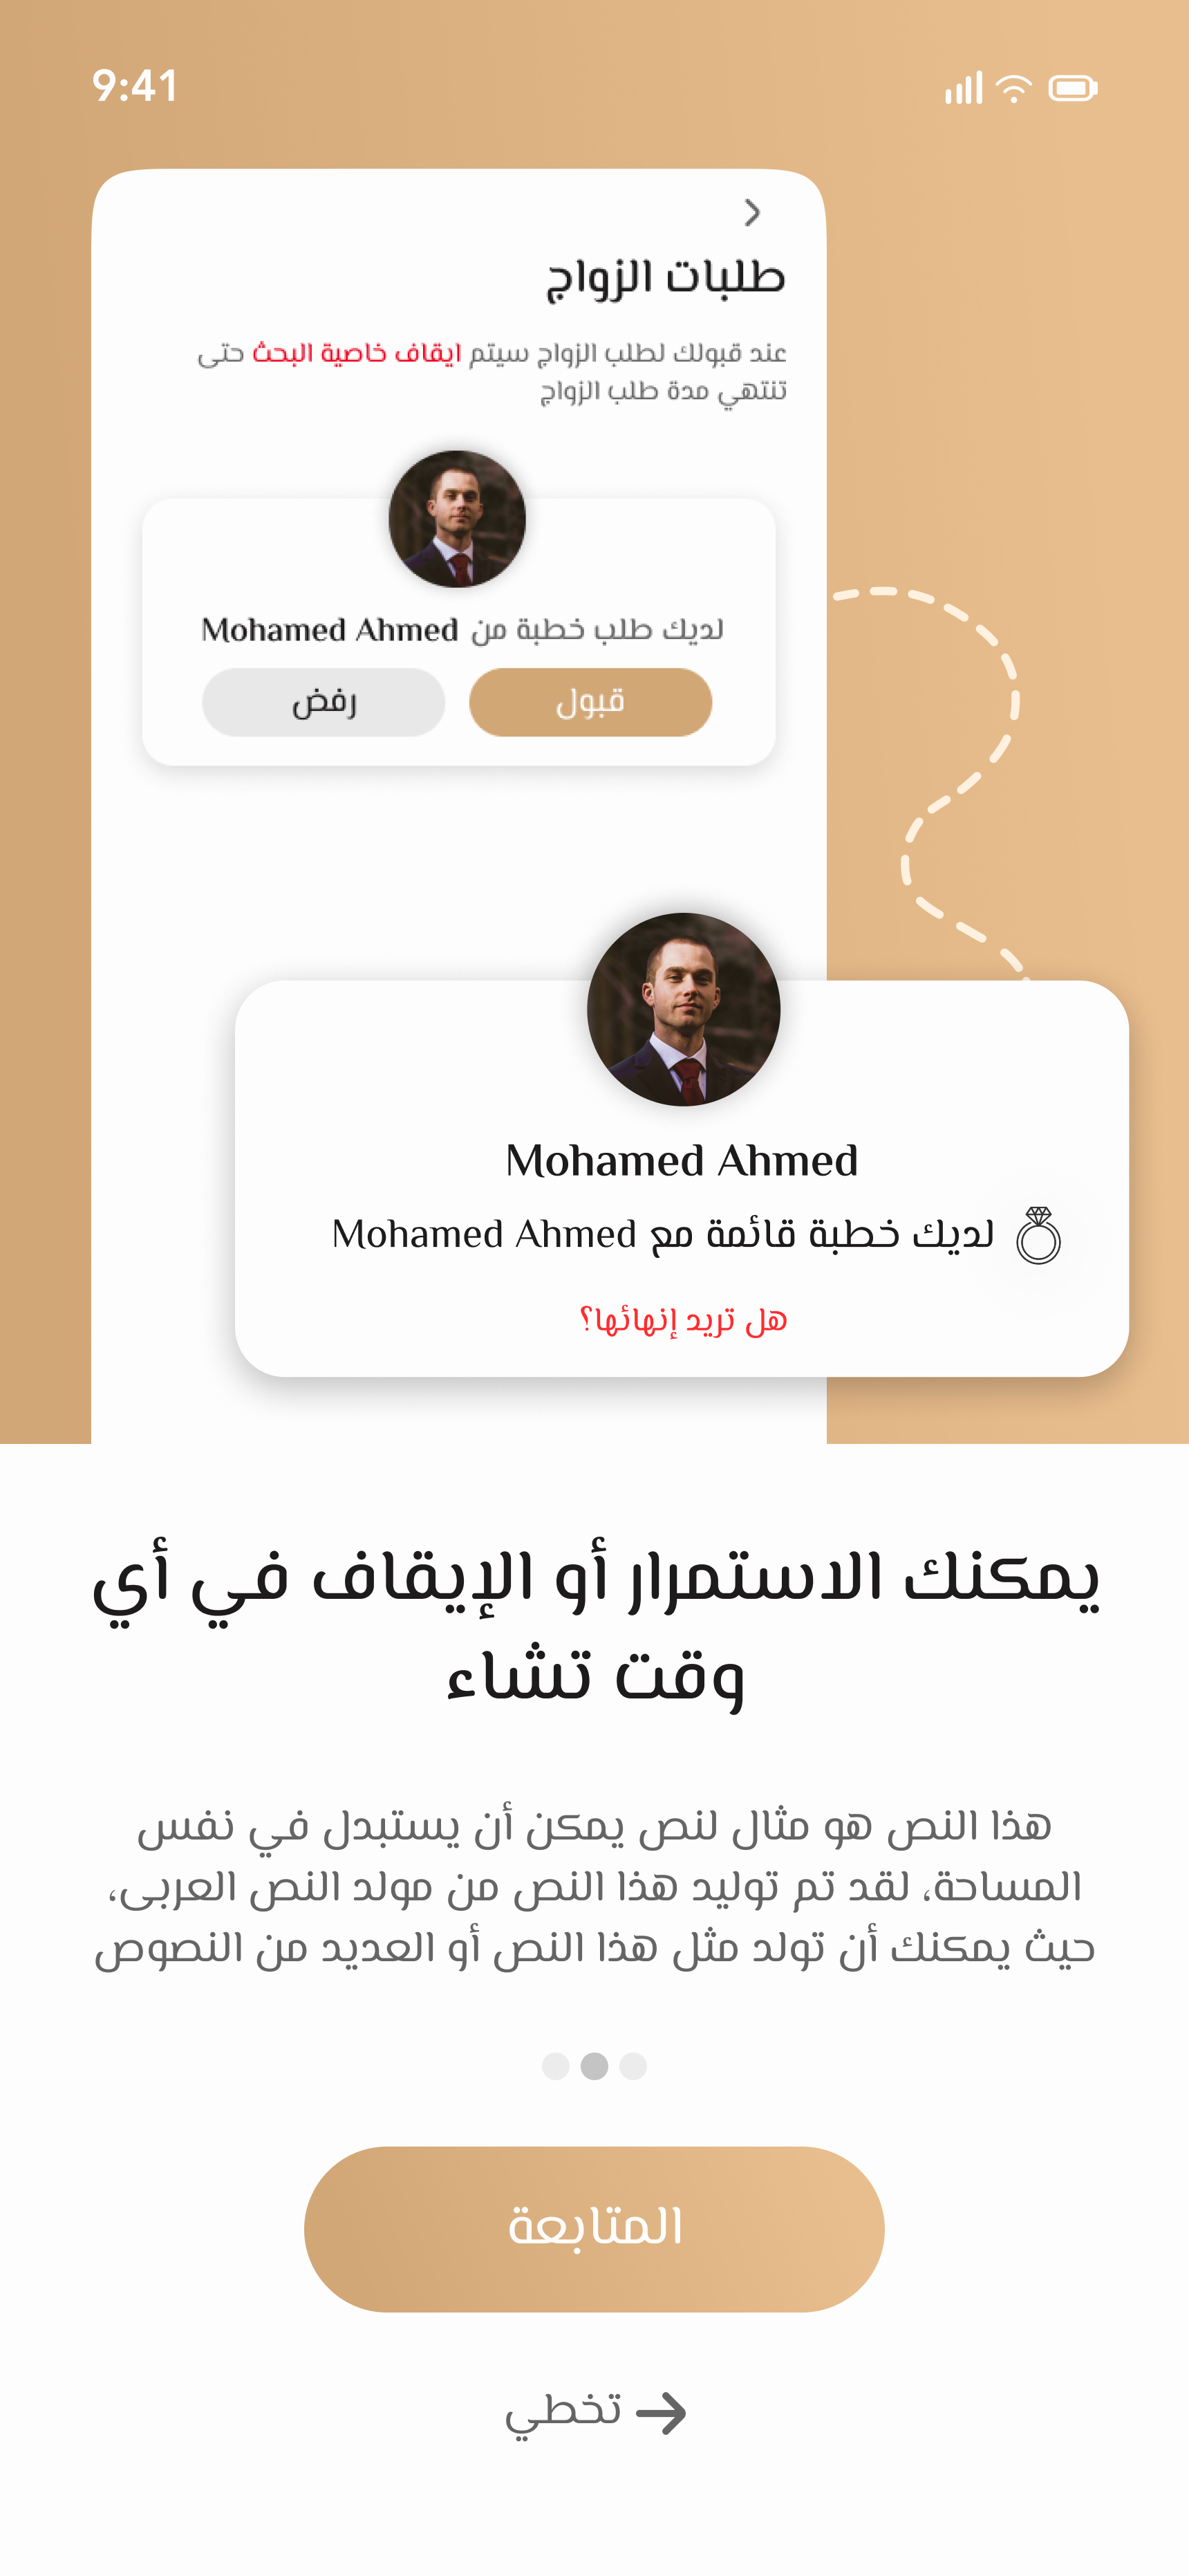 9:41
طلبات الزواج
عند قبولك لطلب الزواج سيتم ايقاف خاصية البحث حتى
تنتهي مدة طلب الزواج
لديك طلب خطبة من Mohamed Ahmed
قبول
رفض
Mohamed Ahmed
لديك خطبة قائمة مع Mohamed Ahmed
هل تريد إنهائها؟
يمكنك الاستمرار أو الإيقاف في أي
وقت تشاء
هذا النص هو مثال لنص يمكن أن يستبدل في نفس
المساحة، لقد تم توليد هذا النص من مولد النص العربى،
حيث يمكنك أن تولد مثل هذا النص أو العديد من النصوص
المتابعة
تخطي